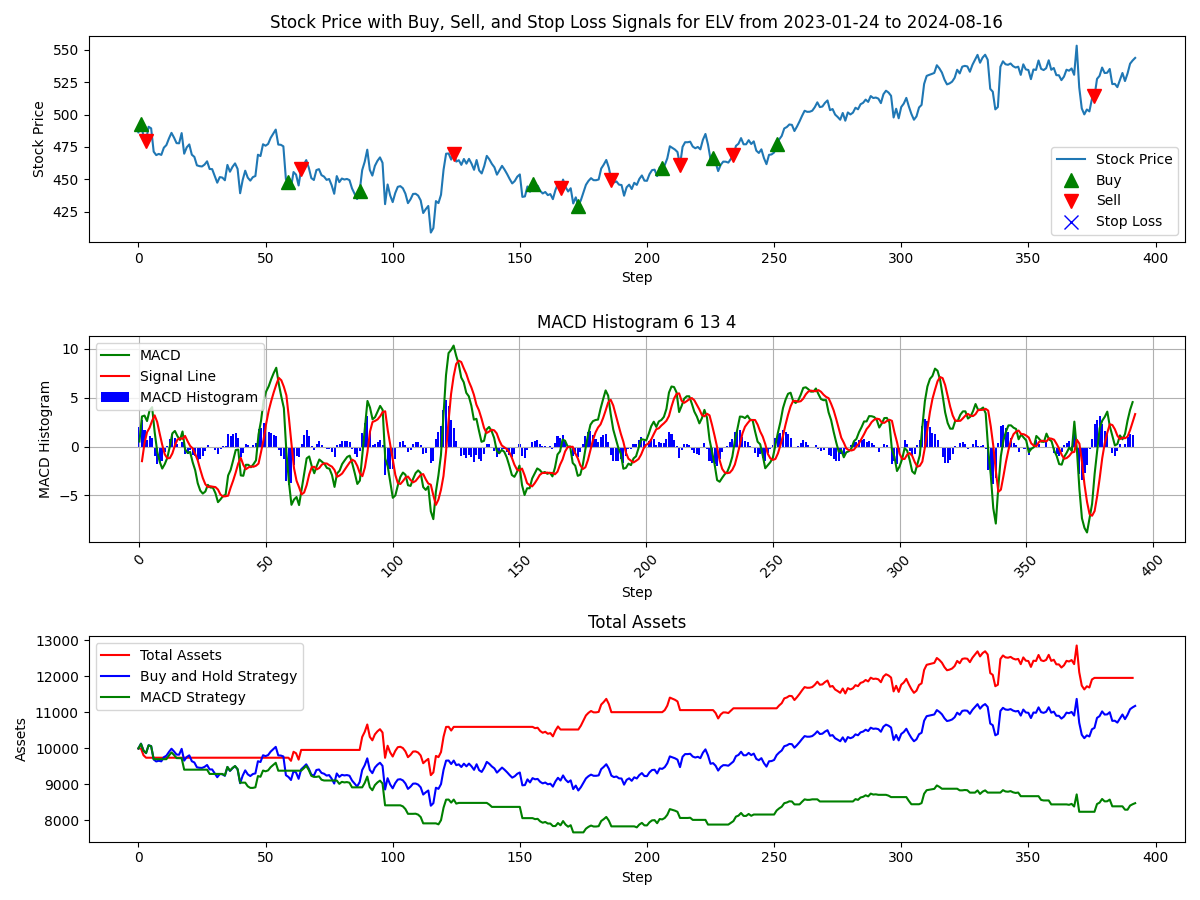 Stock Price with Buy, Sell, and Stop Loss Signals for ELV from 2023-01-24 to 2024-08-16
Stock Price
550
525
500
475
450
425
Stock Price
Buy
Sell
Stop Loss
0 50 100 150 200 250 300 350 400
Step
MACD Histogram 6 13 4
MACD Histogram
10
5
0
−5
MACD
Signal Line
MACD Histogram
0 50 100 150 200 250 300 350 400
Step
Total Assets
Assets
13000
12000
11000
10000
9000
8000
Total Assets
Buy and Hold Strategy
MACD Strategy
0 50 100 150 200 250 300 350 400
Step